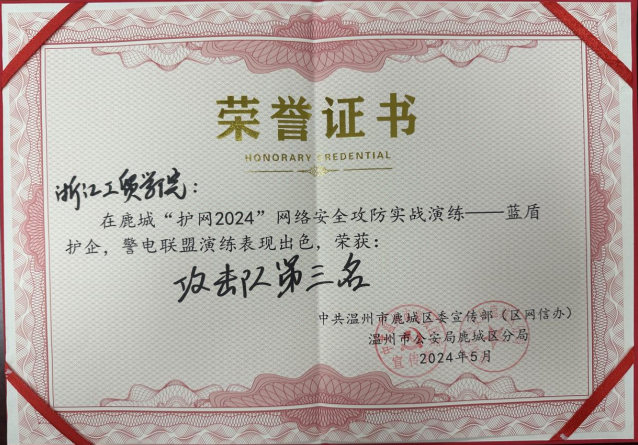 荣誉证书
HONORARY CREDENTIAL
浙江工贸学院：
在鹿城“护网2024”网络安全攻防实战演练——蓝盾
护企，警电联盟演练表现出色，荣获：
攻击队第三名
中共温州市鹿城区委宣传部（区网信办）
温州市公安局鹿城区分局
2024年5月
宣传